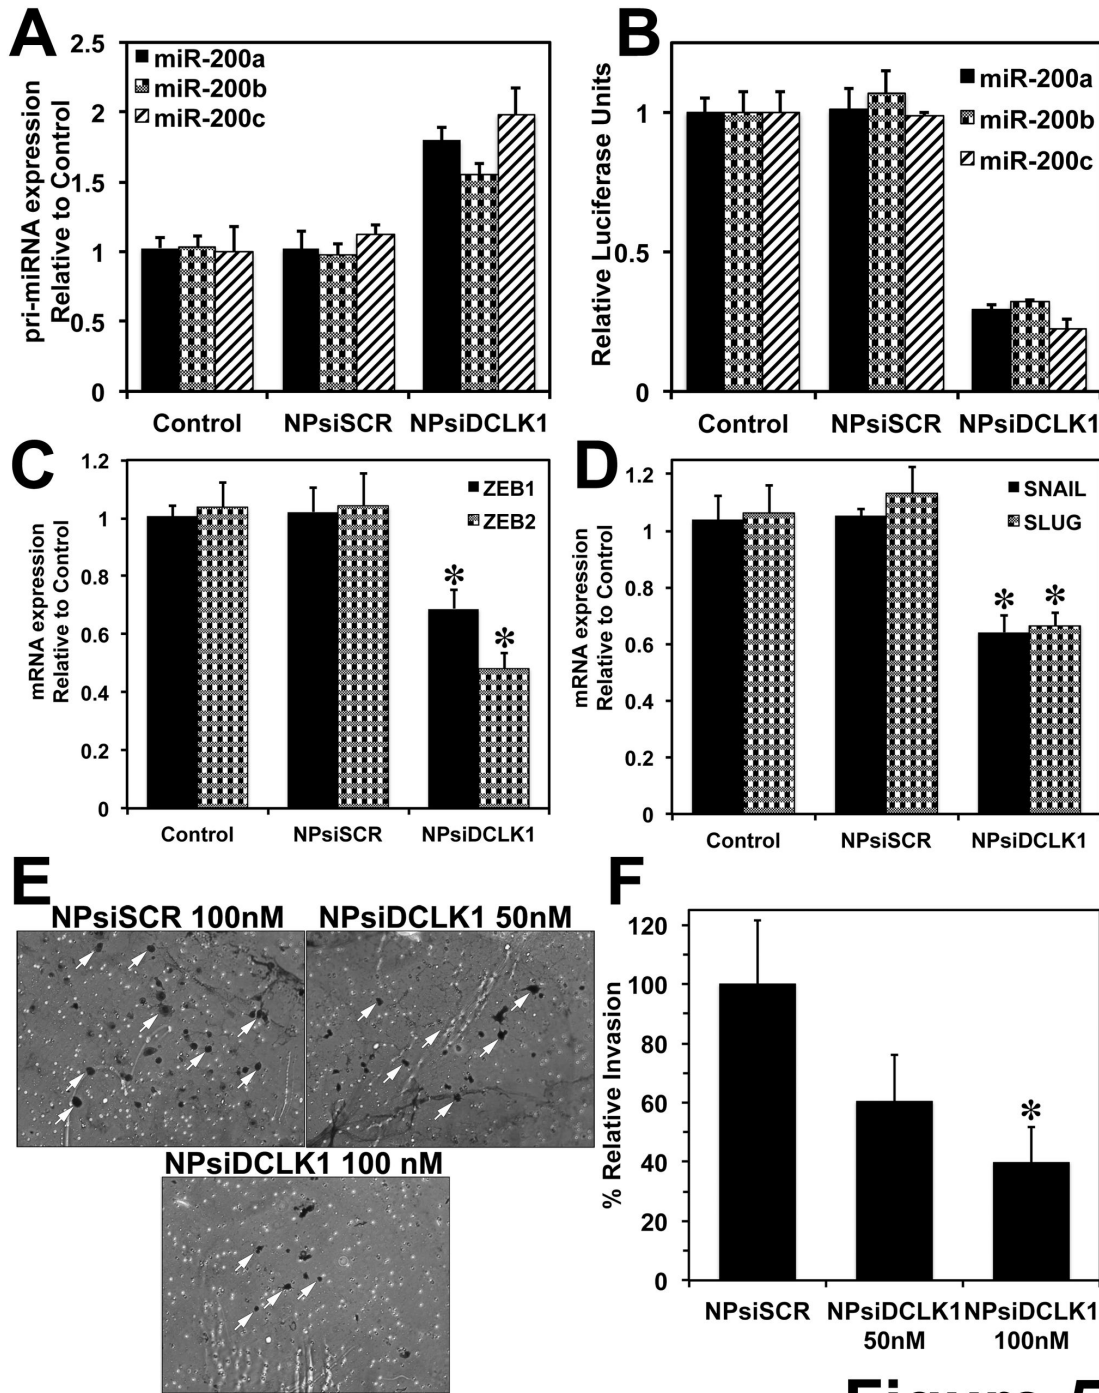 A
2.5
2
1.5
1
0.5
0
pri-miRNA expression
Relative to Control
miR-200a
miR-200b
miR-200c
Control NPsiSCR NPsiDCLK1
B
1
0.5
0
Relative Luciferase Units
miR-200a
miR-200b
miR-200c
Control NPsiSCR NPsiDCLK1
C
1.2
1
0.8
0.6
0.4
0.2
0
mRNA expression
Relative to Control
ZEB1
ZEB2
*
*
Control NPsiSCR NPsiDCLK1
D
1.2
1
0.8
0.6
0.4
0.2
0
mRNA expression
Relative to Control
SNAIL
SLUG
* *
Control NPsiSCR NPsiDCLK1
E
NPsiSCR 100nM NPsiDCLK1 50nM
NPsiDCLK1 100 nM
F
120
100
80
60
40
20
0
% Relative Invasion
*
NPsiSCR NPsiDCLK1 NPsiDCLK1
50nM 100nM
Figure 5